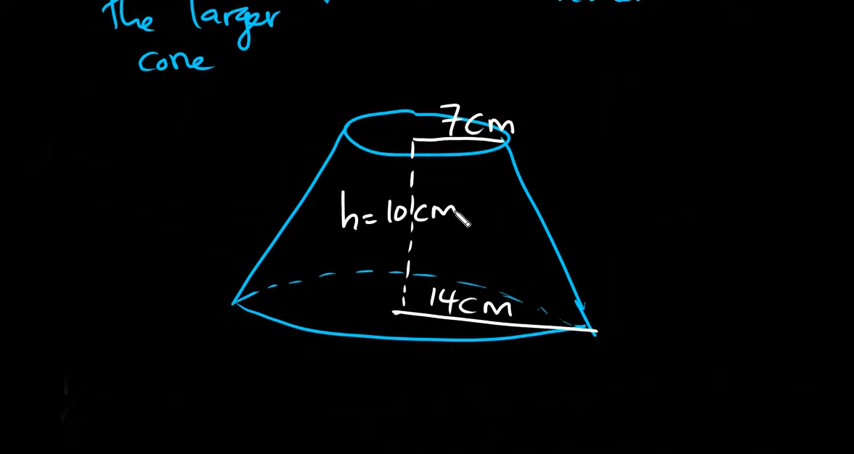 the larger
cone
7cm
h=10cm
14cm